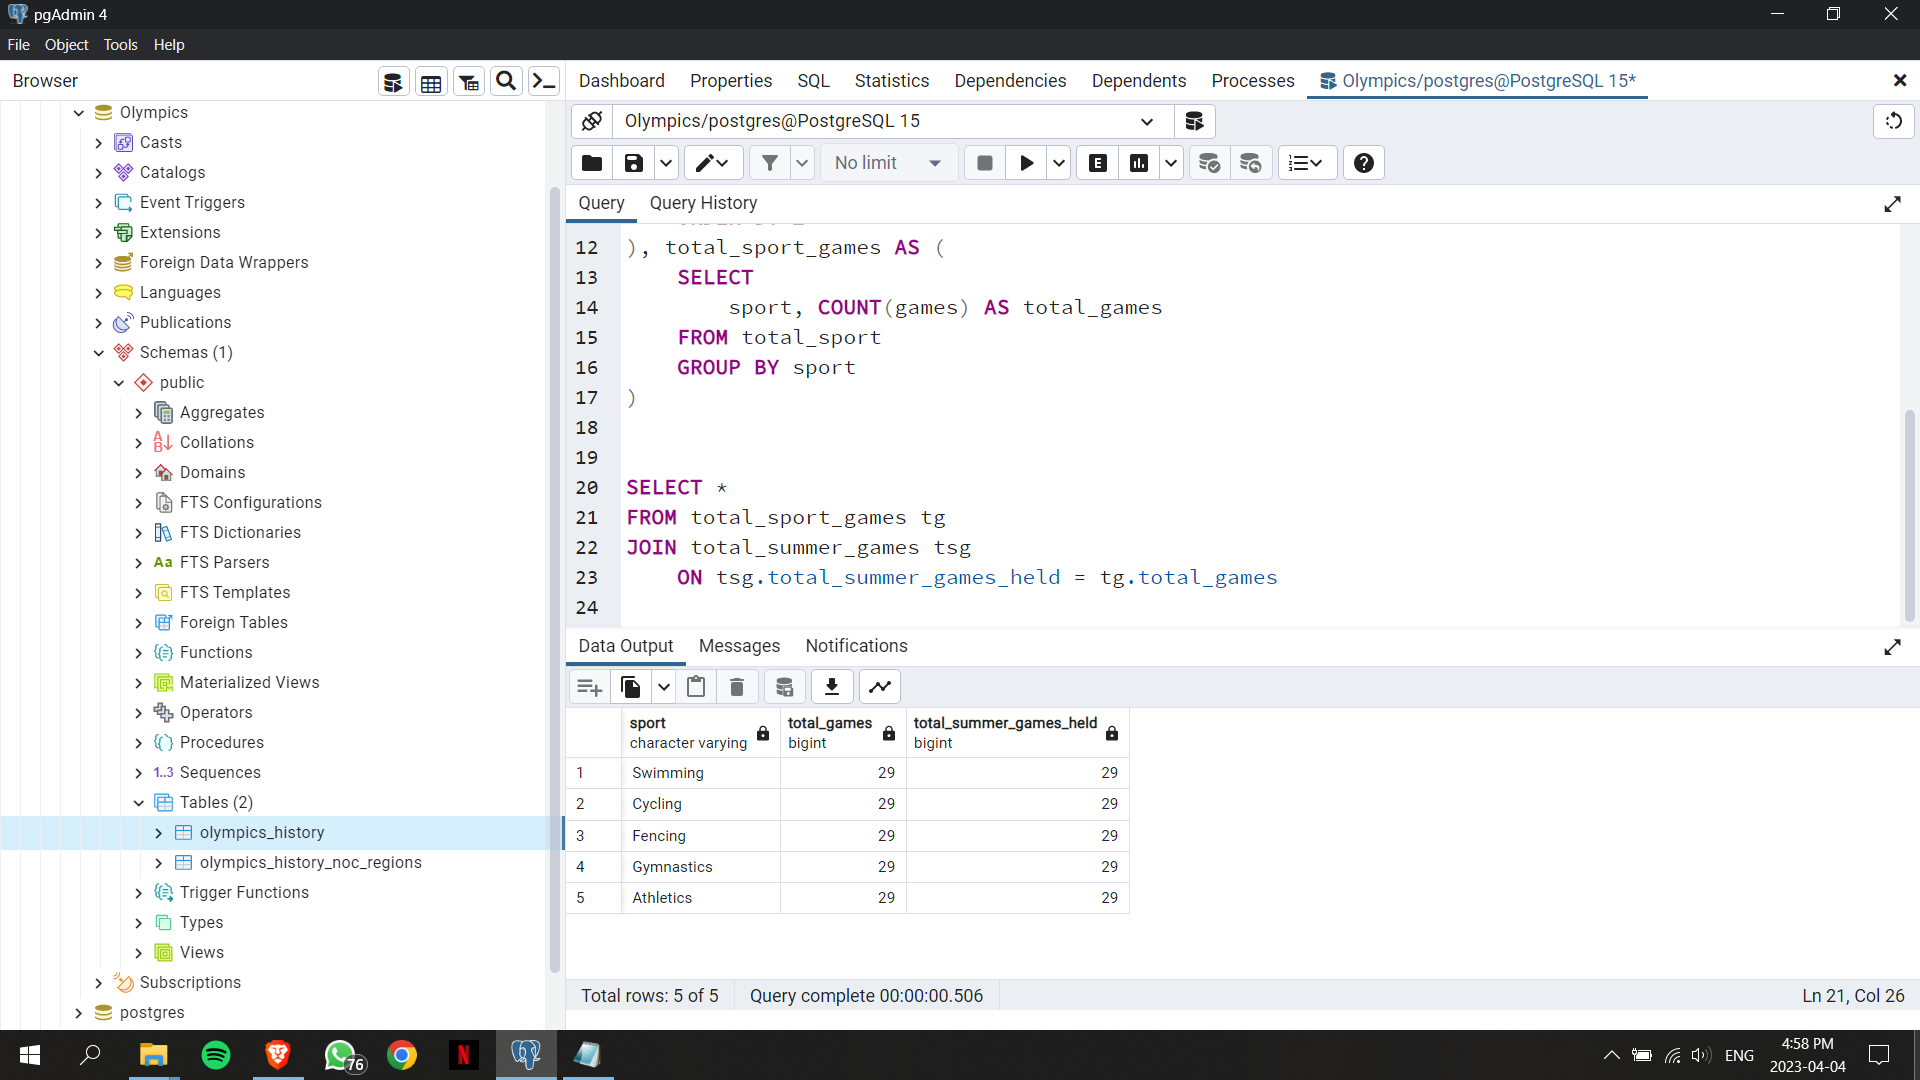 pgAdmin 4
File Object Tools Help
Browser
Dashboard Properties SQL Statistics Dependencies Dependents Processes Olympics/postgres@PostgreSQL 15*
Olympics/postgres@PostgreSQL 15
No limit
E
Query Query History
12 ), total_sport_games AS (
13 SELECT
14 sport, COUNT(games) AS total_games
15 FROM total_sport
16 GROUP BY sport
17 )
18
19
20 SELECT *
21 FROM total_sport_games tg
22 JOIN total_summer_games tsg
23 ON tsg.total_summer_games_held = tg.total_games
24
Data Output Messages Notifications
sport total_games total_summer_games_held
character varying bigint bigint
1 Swimming 29 29
2 Cycling 29 29
3 Fencing 29 29
4 Gymnastics 29 29
5 Athletics 29 29
Total rows: 5 of 5 Query complete 00:00:00.506 Ln 21, Col 26
Olympics
Casts
Catalogs
Event Triggers
Extensions
Foreign Data Wrappers
Languages
Publications
Schemas (1)
public
Aggregates
Collations
Domains
FTS Configurations
FTS Dictionaries
Aa FTS Parsers
FTS Templates
Foreign Tables
Functions
Materialized Views
Operators
Procedures
1..3 Sequences
Tables (2)
olympics_history
olympics_history_noc_regions
Trigger Functions
Types
Views
Subscriptions
postgres
76
N
ENG
4:58 PM
2023-04-04